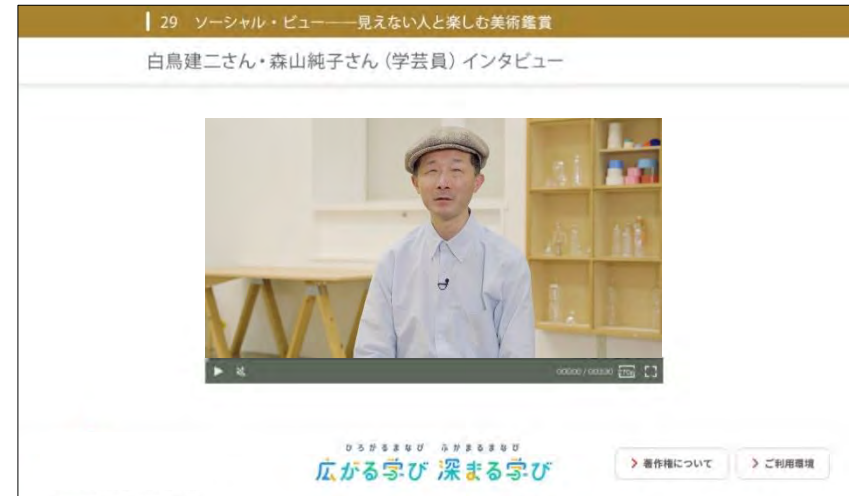 29 ソーシャル・ビュー――見えない人と楽しむ美術鑑賞
白鳥建二さん・森山純子さん（学芸員）インタビュー
ひろがるまなび ふかまるまなび
広がる学び 深まる学び
著作権について
ご利用環境